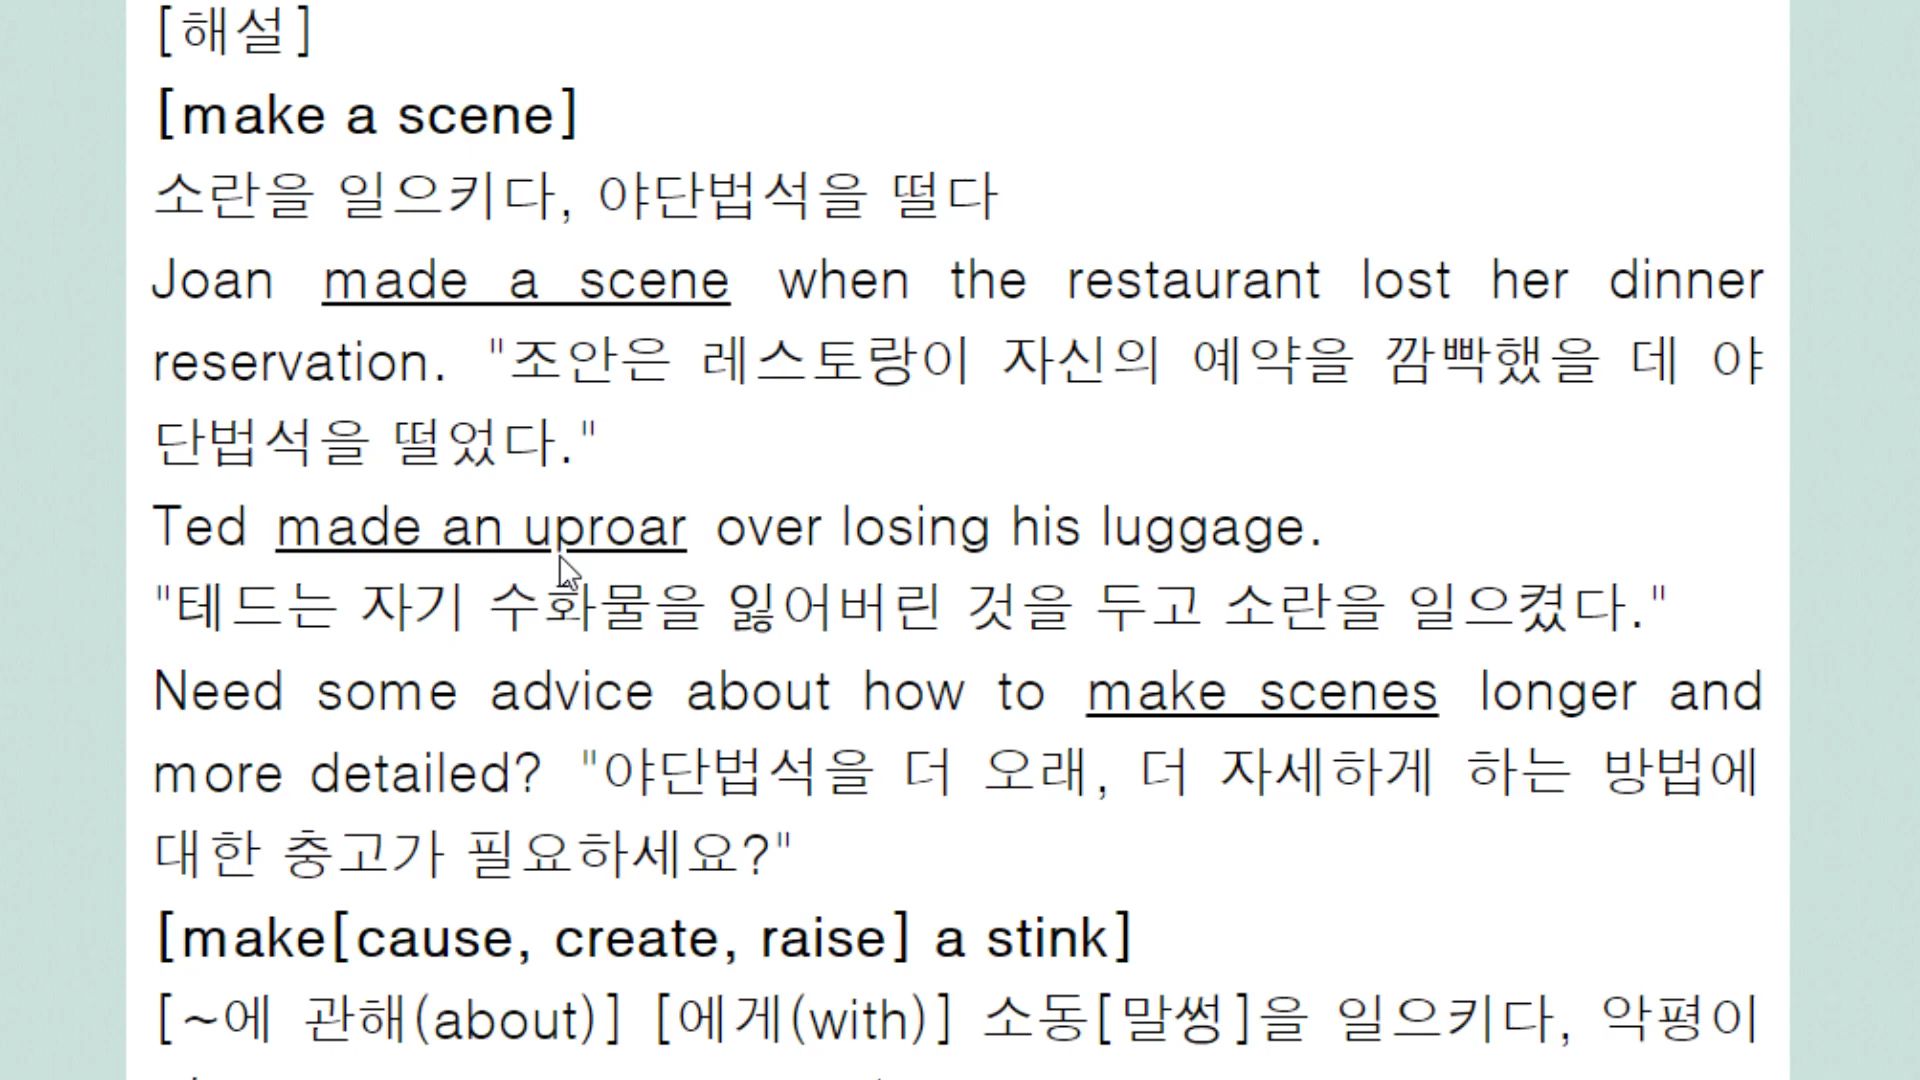 [해설]
[make a scene]
소란을 일으키다, 야단법석을 떨다
Joan made a scene when the restaurant lost her dinner
reservation. "조안은 레스토랑이 자신의 예약을 깜빡했을 데 야
단법석을 떨었다."
Ted made an uproar over losing his luggage.
"테드는 자기 수화물을 잃어버린 것을 두고 소란을 일으켰다."
Need some advice about how to make scenes longer and
more detailed? "야단법석을 더 오래, 더 자세하게 하는 방법에
대한 충고가 필요하세요?"
[make[cause, create, raise] a stink]
[~에 관해(about)] [에게(with)] 소동[말썽]을 일으키다, 악평이